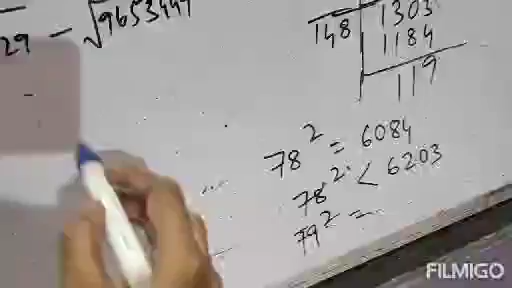 29 - √9653449
1303
148 1184
119
78² = 6084
78² < 6203
79² =
FILMIGO